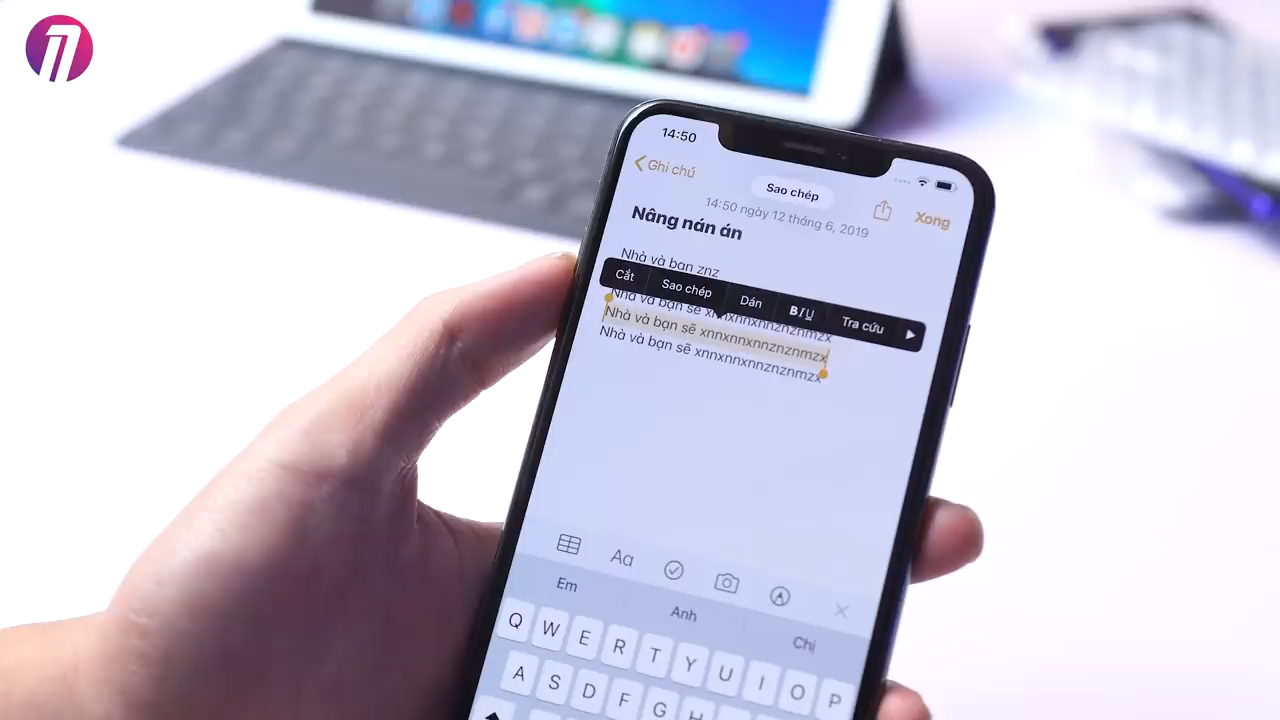 14:50
Ghi chú
Sao chép
Xong
14:50 ngày 12 tháng 6, 2019
Nâng nán án
Nhà và bạn znz
Cắt Sao chép Dán BIU Tra cứu
Nhà và bạn sẽ xnnxnnxnnznznmzx
Nhà và bạn sẽ xnnxnnxnnznznmzx
Nhà và bạn sẽ xnnxnnxnnznznmzx
Aa
Em Anh Chị
Q W E R T Y U I O P
A S D F G H